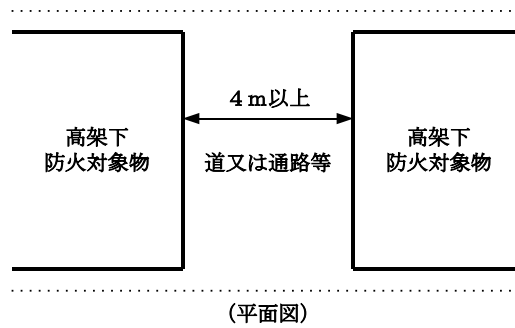 ４ｍ以上
高架下
防火対象物
道又は通路等
高架下
防火対象物
（平面図）